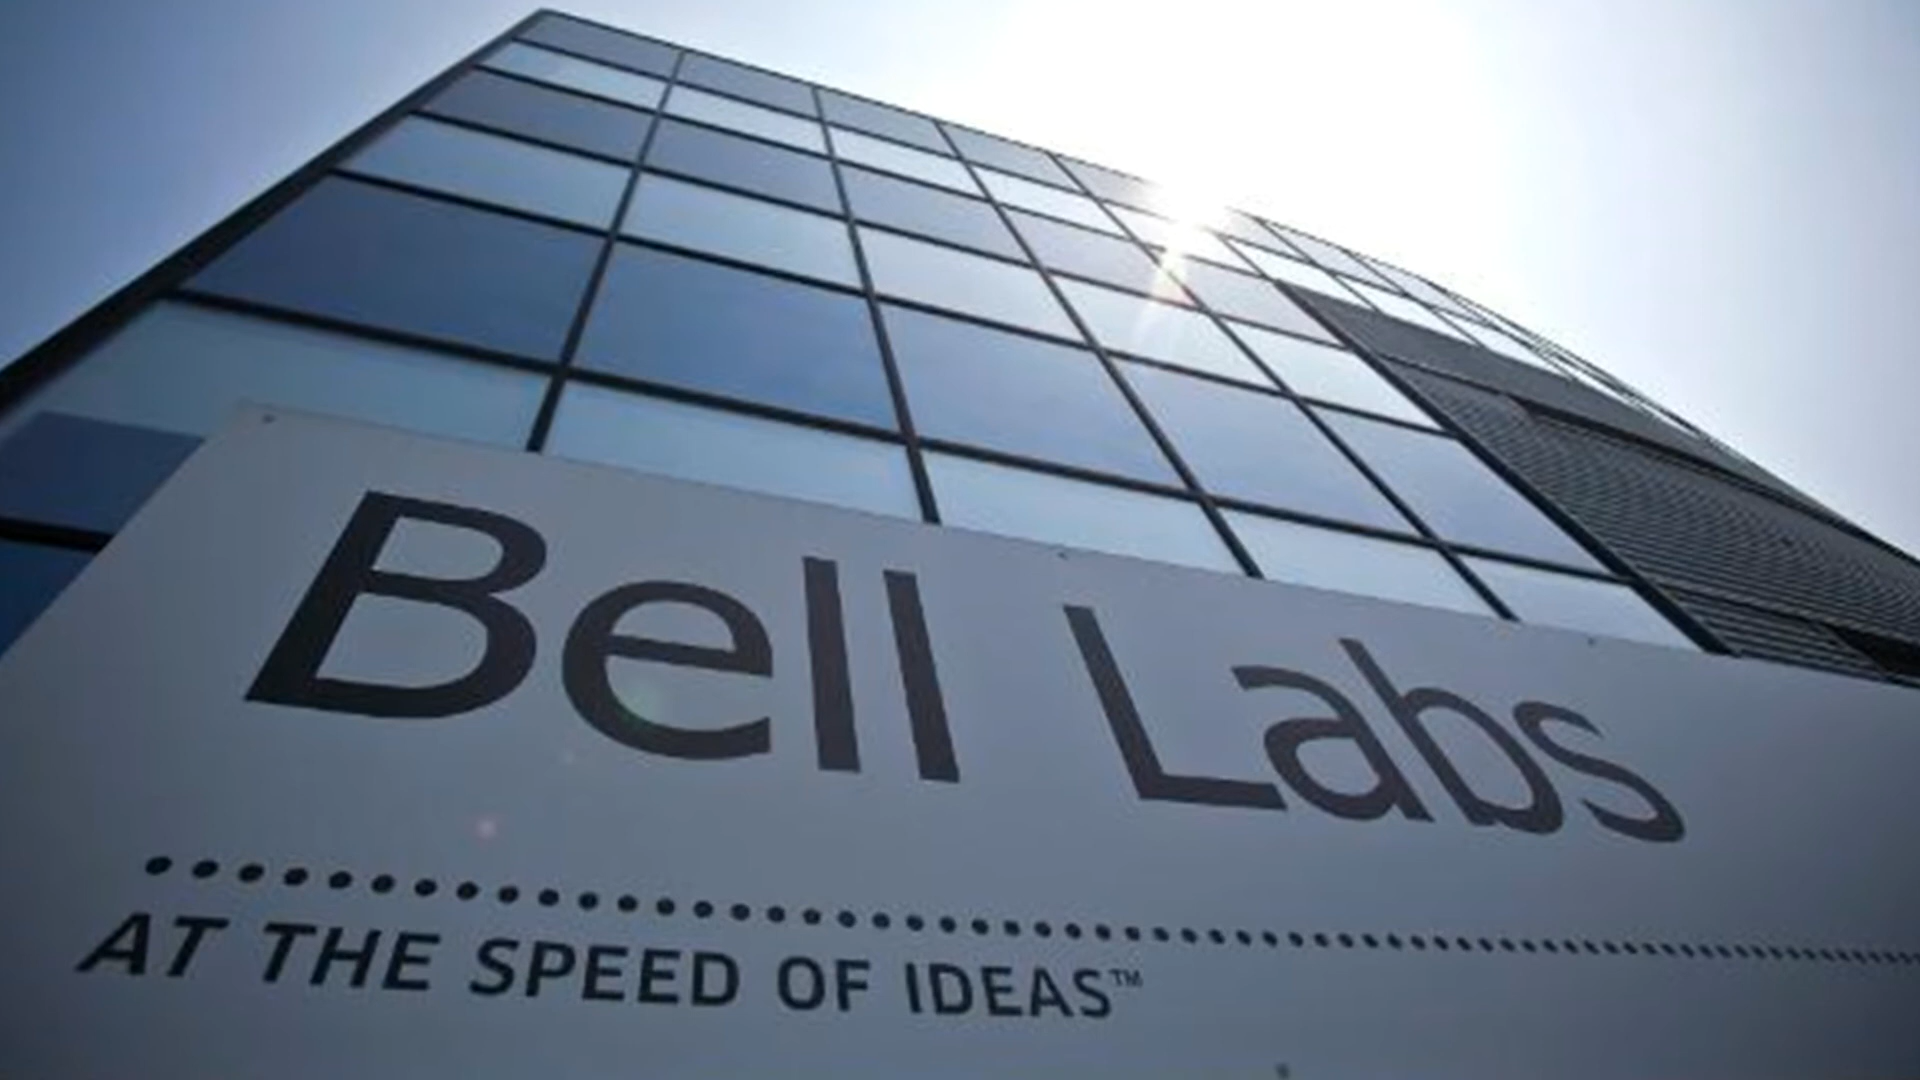 Bell Labs
AT THE SPEED OF IDEAS™